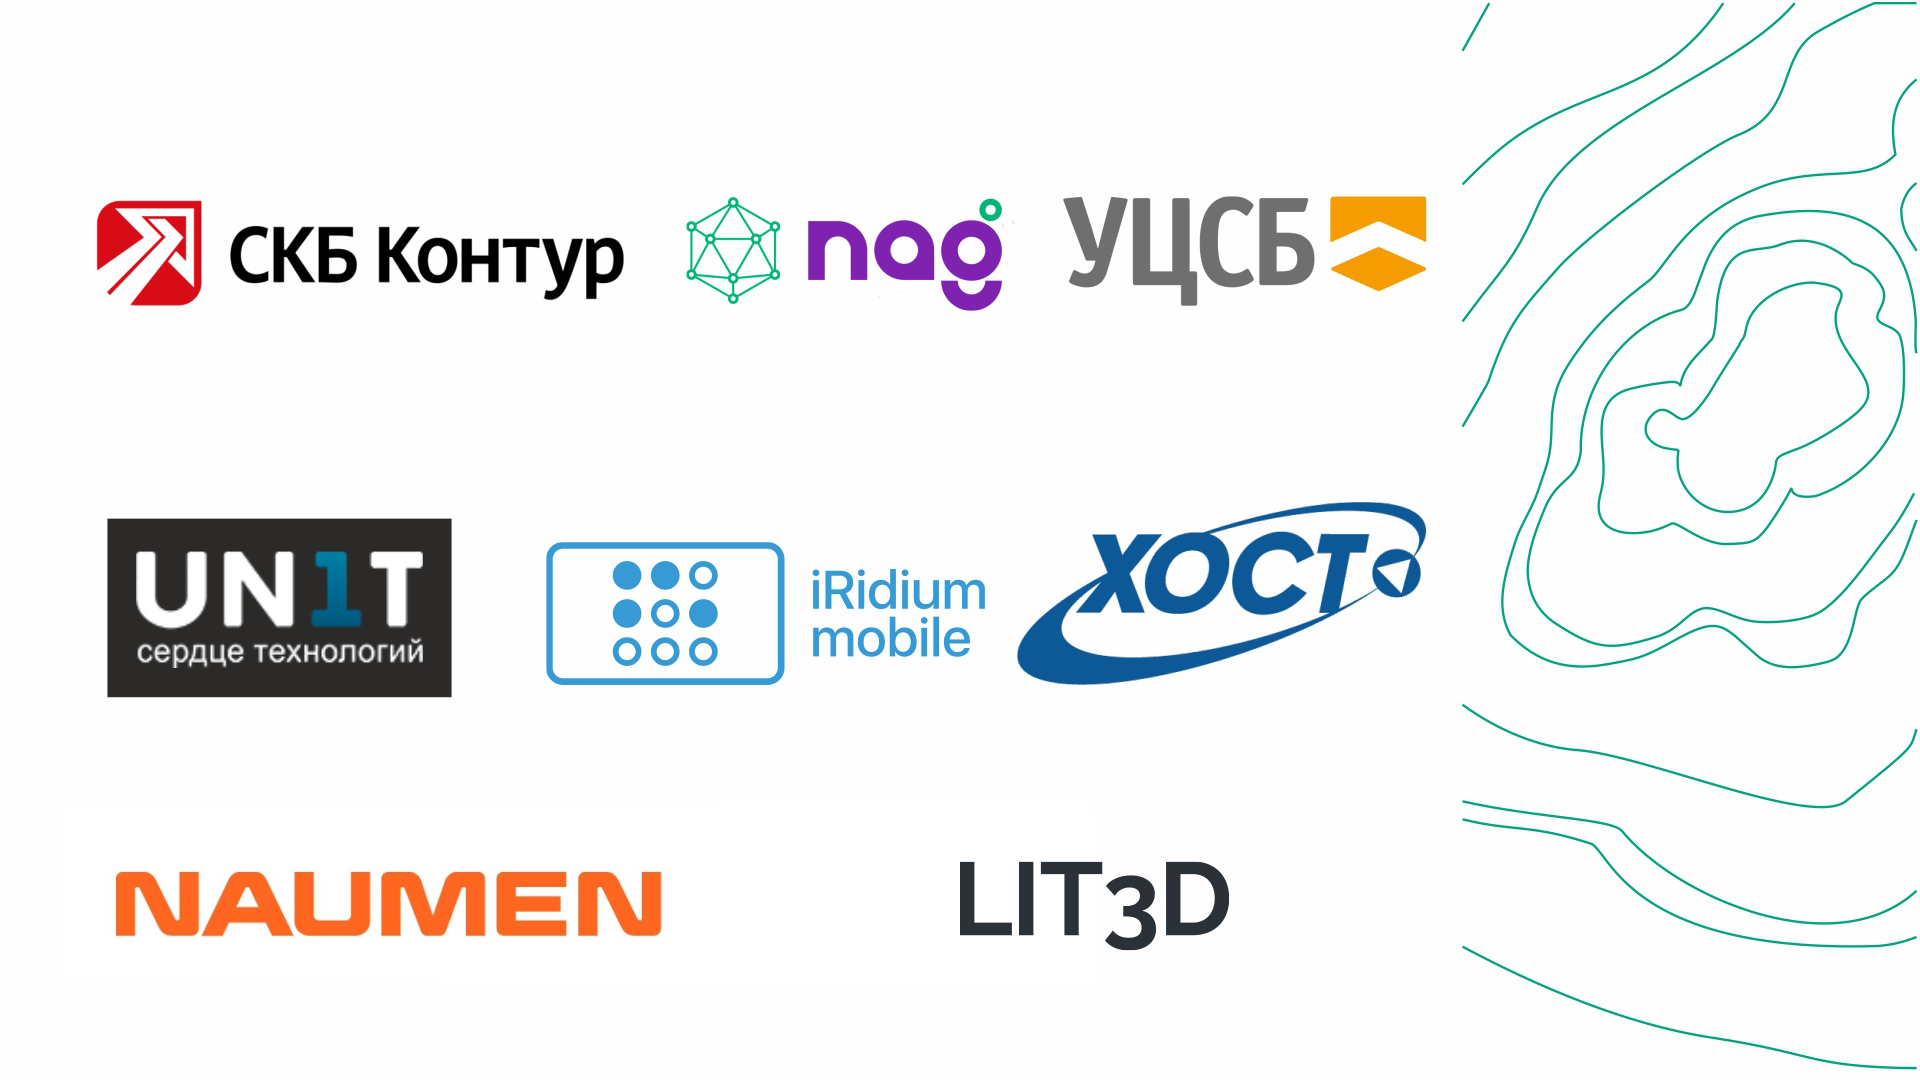 СКБ Контур
nag
УЦСБ
UN1T
сердце технологий
iRidium
mobile
ХОСТ
NAUMEN
LIT3D